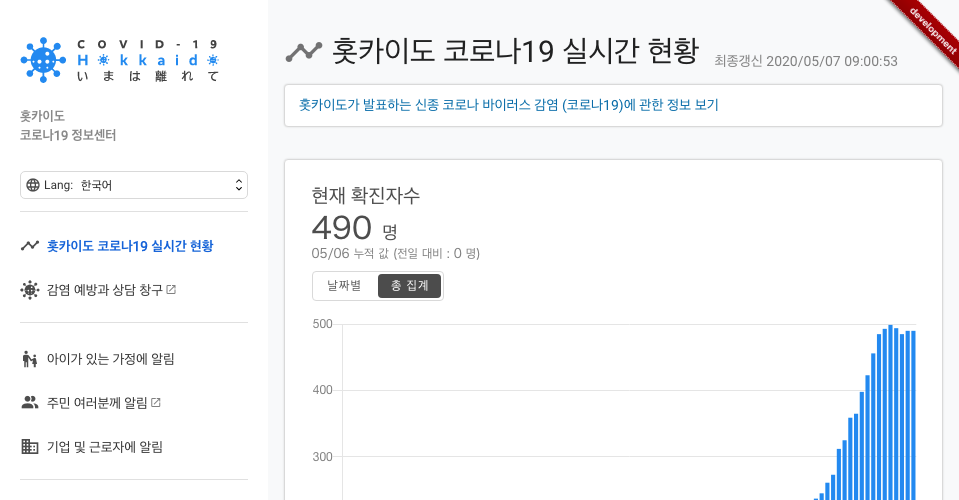 COVID-19
Hokkaido
いまは離れて
홋카이도
코로나19 정보센터
Lang: 한국어
홋카이도 코로나19 실시간 현황
감염 예방과 상담 창구
아이가 있는 가정에 알림
주민 여러분께 알림
기업 및 근로자에 알림
development
홋카이도 코로나19 실시간 현황 최종갱신 2020/05/07 09:00:53
홋카이도가 발표하는 신종 코로나 바이러스 감염 (코로나19)에 관한 정보 보기
현재 확진자수
490 명
05/06 누적 값 (전일 대비 : 0 명)
날짜별 총 집계
500
400
300